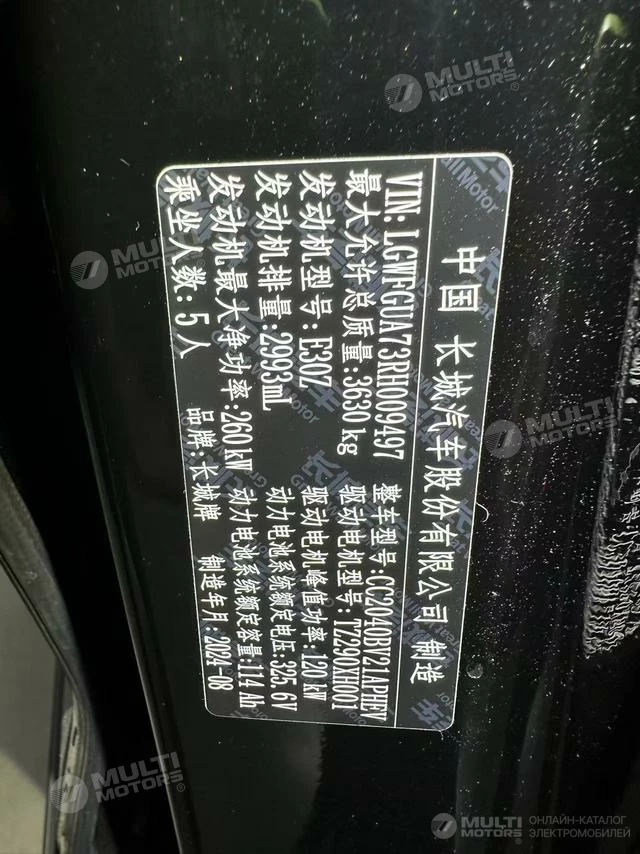 中国 长城汽车股份有限公司 制造
VIN: LGWFGUA73RH009497 整车型号: CC2040BV21APHEV
最大允许总质量: 3630 kg 驱动电机型号: TZ290XH001
发动机型号: E30Z 驱动电机峰值功率: 120 kW
发动机排量: 2993mL 动力电池系统额定电压: 325.6V
发动机最大净功率: 260 kW 动力电池系统额定容量: 114 Ah
乘坐人数: 5人 品牌: 长城牌 制造年月: 2024-08
MULTI MOTORS
MULTI MOTORS
MULTI MOTORS
MULTI MOTORS
MULTI MOTORS
ОНЛАЙН-КАТАЛОГ
ЭЛЕКТРОМОБИЛЕЙ